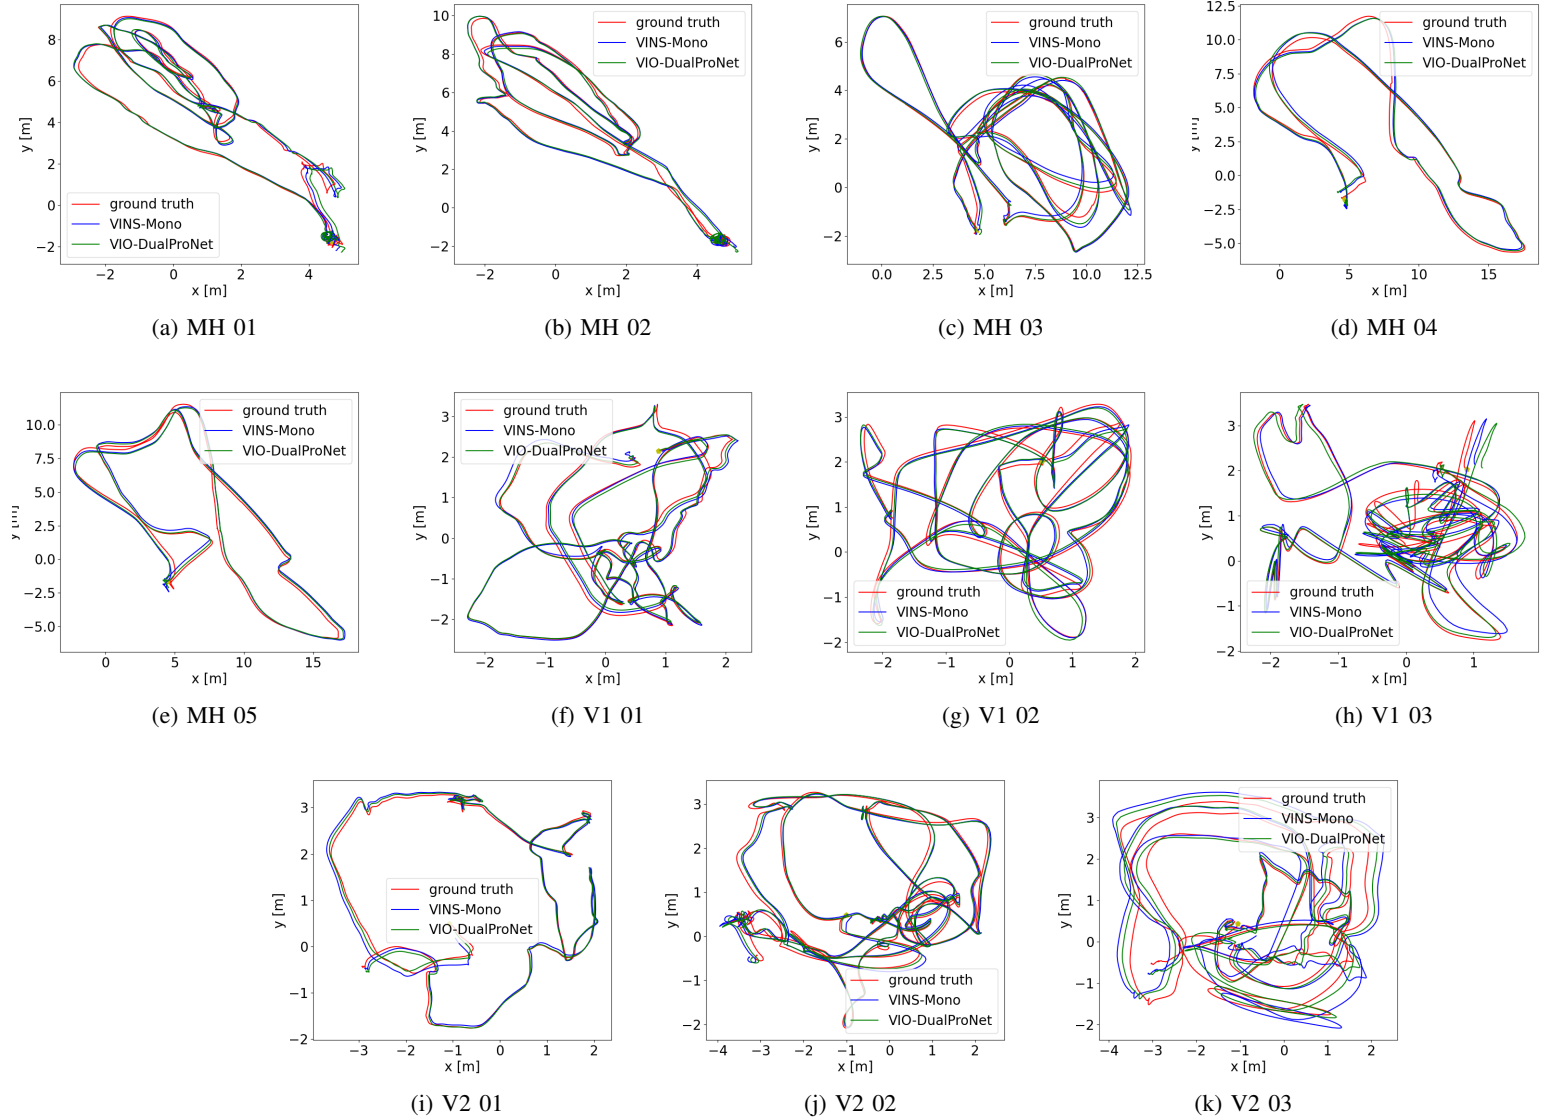 ground truth
VINS-Mono
VIO-DualProNet
8
6
4
2
0
−2
−2
0
2
4
y [m]
x [m]
(a) MH 01
ground truth
VINS-Mono
VIO-DualProNet
10
8
6
4
2
0
−2
−2
0
2
4
y [m]
x [m]
(b) MH 02
ground truth
VINS-Mono
VIO-DualProNet
6
4
2
0
−2
0.0
2.5
5.0
7.5
10.0
12.5
y [m]
x [m]
(c) MH 03
ground truth
VINS-Mono
VIO-DualProNet
12.5
10.0
7.5
5.0
2.5
0.0
−2.5
−5.0
0
5
10
15
y [m]
x [m]
(d) MH 04
ground truth
VINS-Mono
VIO-DualProNet
10.0
7.5
5.0
2.5
0.0
−2.5
−5.0
0
5
10
15
y [m]
x [m]
(e) MH 05
ground truth
VINS-Mono
VIO-DualProNet
3
2
1
0
−1
−2
−2
−1
0
1
2
y [m]
x [m]
(f) V1 01
ground truth
VINS-Mono
VIO-DualProNet
3
2
1
0
−1
−2
−2
−1
0
1
2
y [m]
x [m]
(g) V1 02
ground truth
VINS-Mono
VIO-DualProNet
3
2
1
0
−1
−2
−2
−1
0
1
y [m]
x [m]
(h) V1 03
ground truth
VINS-Mono
VIO-DualProNet
3
2
1
0
−1
−2
−3
−2
−1
0
1
2
y [m]
x [m]
(i) V2 01
ground truth
VINS-Mono
VIO-DualProNet
3
2
1
0
−1
−2
−4
−3
−2
−1
0
1
2
y [m]
x [m]
(j) V2 02
ground truth
VINS-Mono
VIO-DualProNet
3
2
1
0
−1
−2
−4
−3
−2
−1
0
1
2
y [m]
x [m]
(k) V2 03